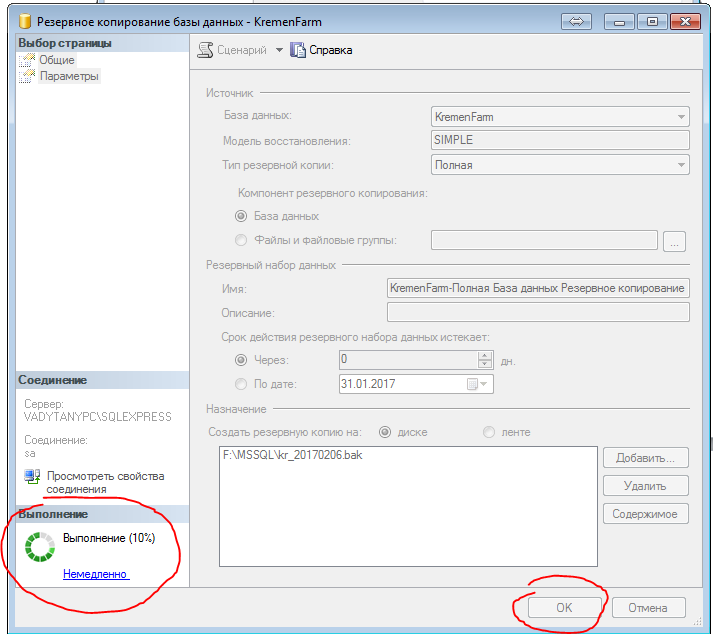 Резервное копирование базы данных - KremenFarm
Выбор страницы
Общие
Параметры
Сценарий
Справка
Источник
База данных:
KremenFarm
Модель восстановления:
SIMPLE
Тип резервной копии:
Полная
Компонент резервного копирования:
База данных
Файлы и файловые группы:
...
Резервный набор данных
Имя:
KremenFarm-Полная База данных Резервное копирование
Описание:
Срок действия резервного набора данных истекает:
Через:
0
дн.
По дате:
31.01.2017
Назначение
Создать резервную копию на:
диске
ленте
F:\MSSQL\kr_20170206.bak
Добавить...
Удалить
Содержимое
Соединение
Сервер:
VADYTANYPC\SQLEXPRESS
Соединение:
sa
Просмотреть свойства
соединения
Выполнение
Выполнение (10%)
Немедленно
OK
Отмена